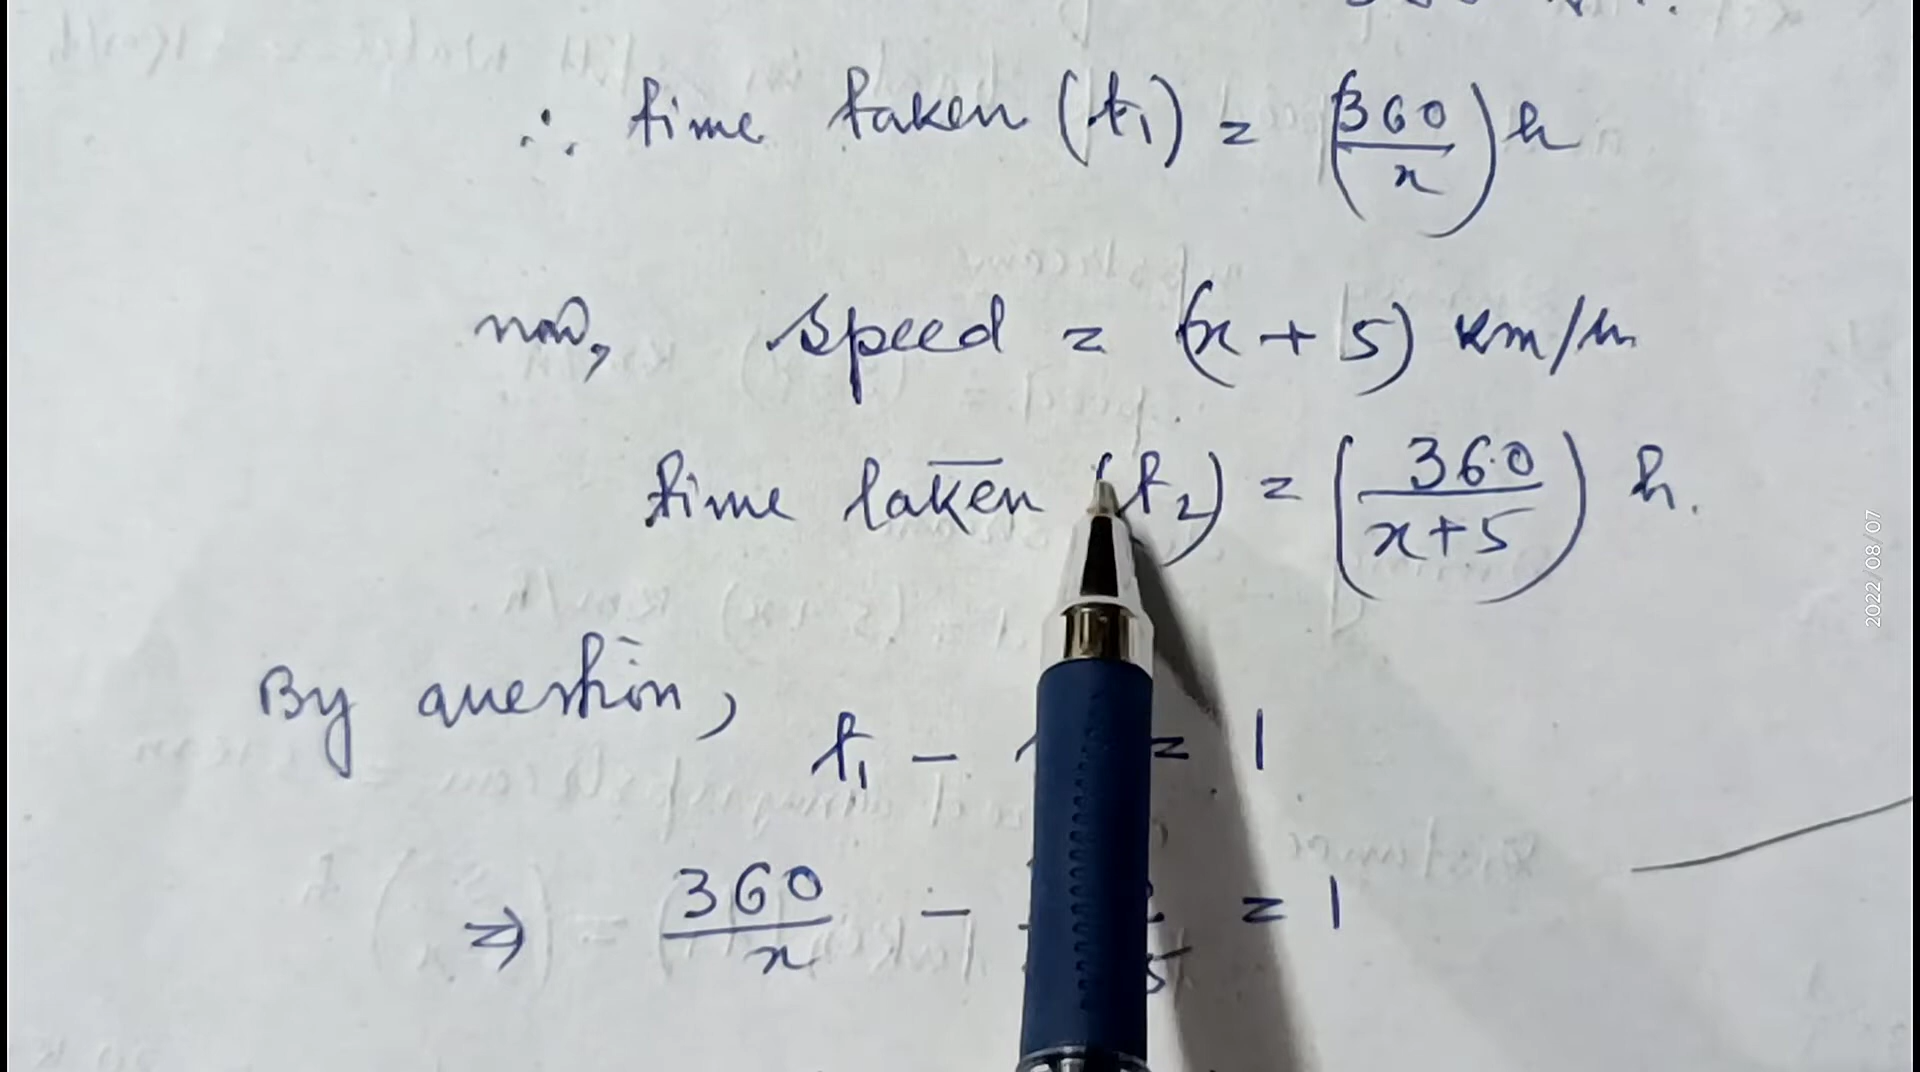 ∴ time taken (t₁) = (360/x) h
now, speed = (x + 5) km/h
time taken (t₂) = (360/x+5) h.
By question,
t₁ - = 1
⇒ 360/x - = 1
2022/08/07